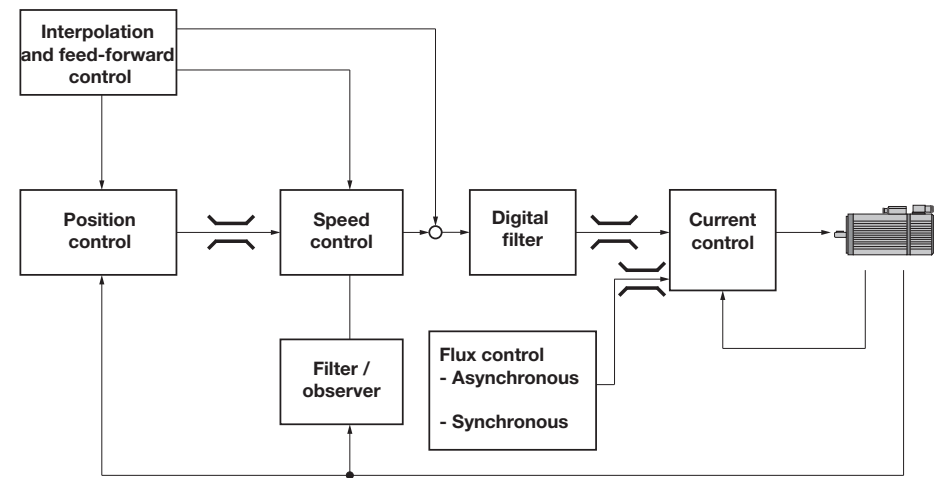 Interpolation
and feed-forward
control
Position
control
Speed
control
Digital
filter
Current
control
Filter /
observer
Flux control
- Asynchronous
- Synchronous